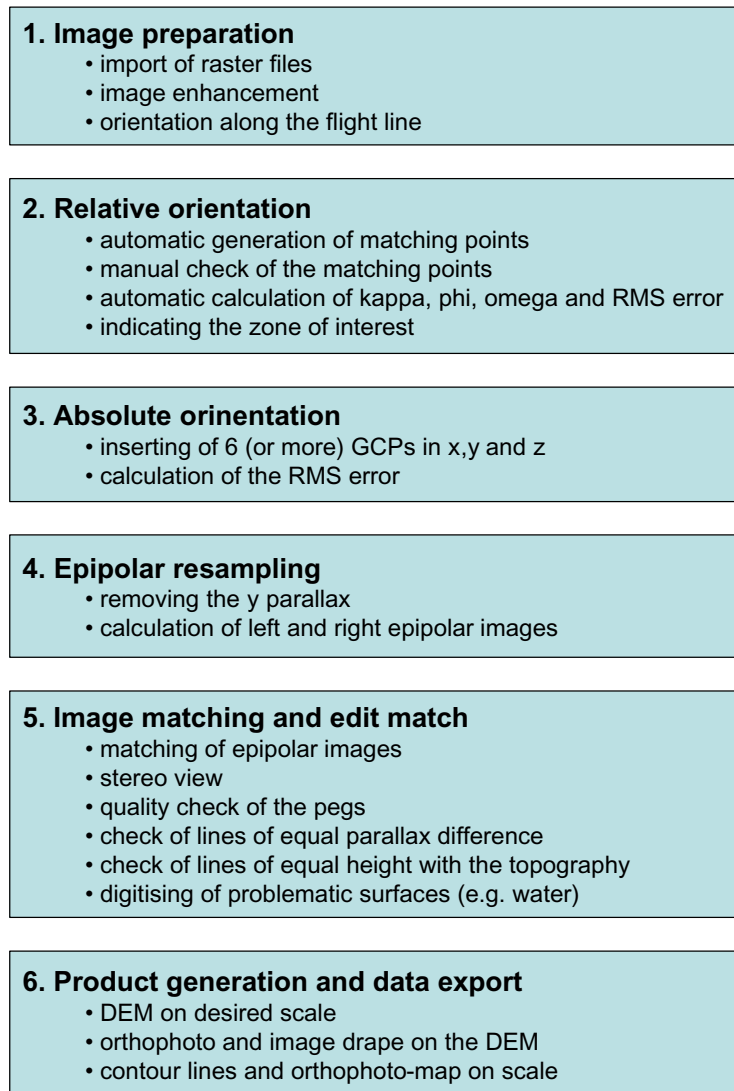 1. Image preparation
• import of raster files
• image enhancement
• orientation along the flight line
2. Relative orientation
• automatic generation of matching points
• manual check of the matching points
• automatic calculation of kappa, phi, omega and RMS error
• indicating the zone of interest
3. Absolute orinentation
• inserting of 6 (or more) GCPs in x,y and z
• calculation of the RMS error
4. Epipolar resampling
• removing the y parallax
• calculation of left and right epipolar images
5. Image matching and edit match
• matching of epipolar images
• stereo view
• quality check of the pegs
• check of lines of equal parallax difference
• check of lines of equal height with the topography
• digitising of problematic surfaces (e.g. water)
6. Product generation and data export
• DEM on desired scale
• orthophoto and image drape on the DEM
• contour lines and orthophoto-map on scale